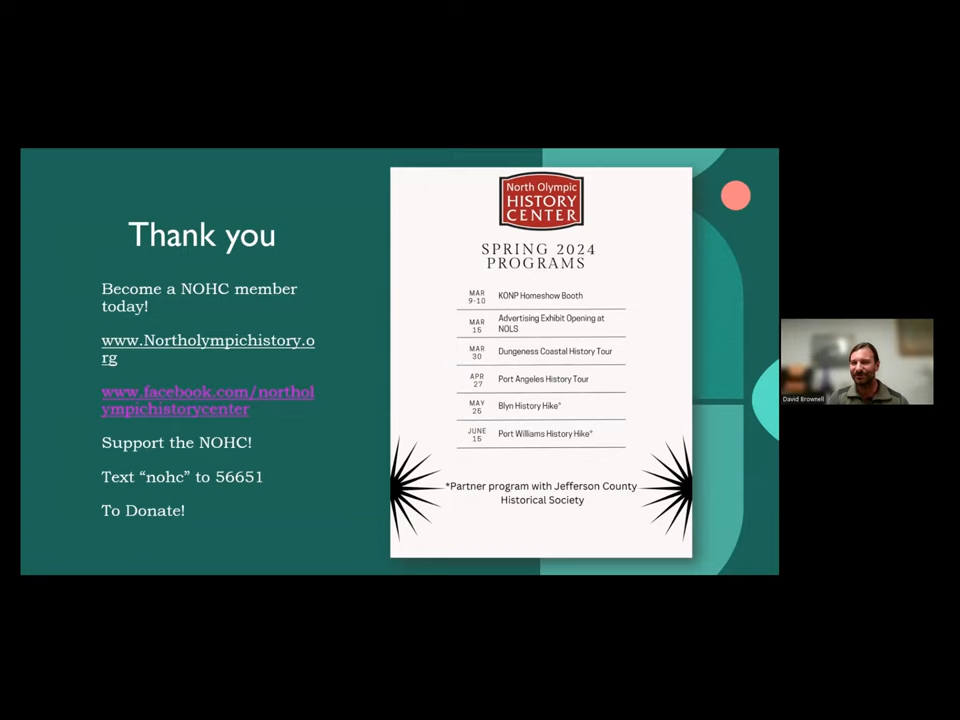 Thank you
Become a NOHC member
today!
www.Northolympichistory.o
rg
www.facebook.com/northol
ympichistorycenter
Support the NOHC!
Text “nohc” to 56651
To Donate!
North Olympic
HISTORY
CENTER
SPRING 2024
PROGRAMS
MAR
9-10
KONP Homeshow Booth
MAR
15
Advertising Exhibit Opening at
NOLS
MAR
30
Dungeness Coastal History Tour
APR
27
Port Angeles History Tour
MAY
25
Blyn History Hike*
JUNE
15
Port Williams History Hike*
*Partner program with Jefferson County
Historical Society
David Brownell